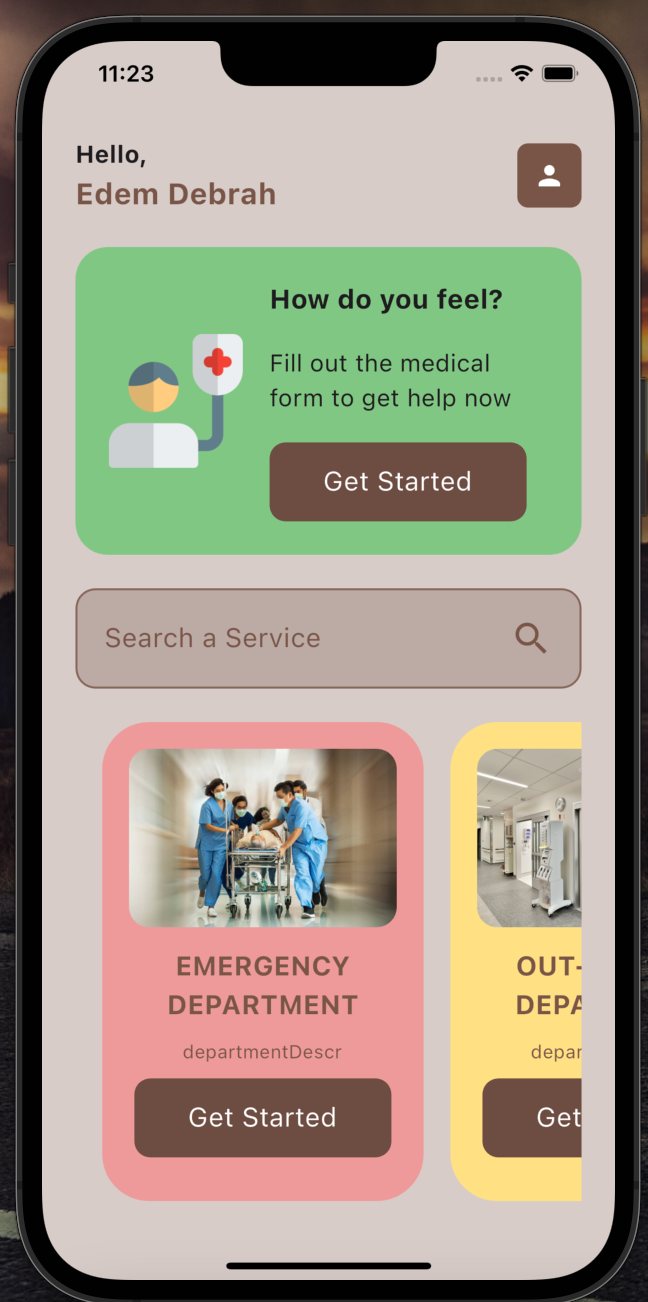 11:23
Hello,
Edem Debrah
How do you feel?
Fill out the medical
form to get help now
Get Started
Search a Service
EMERGENCY
DEPARTMENT
departmentDescr
Get Started
OUT-
DEPA
depar
Get